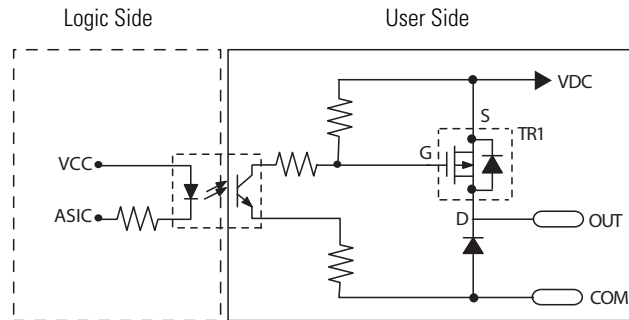 Logic Side
User Side
VDC
S
TR1
G
VCC
ASIC
D
OUT
COM